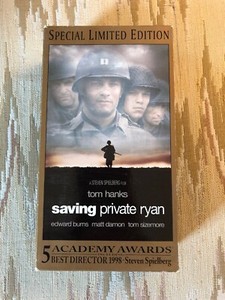 SPECIAL LIMITED EDITION
A STEVEN SPIELBERG FILM
tom hanks
saving private ryan
edward burns matt damon tom sizemore
5 ACADEMY AWARDS
BEST DIRECTOR 1998 - Steven Spielberg